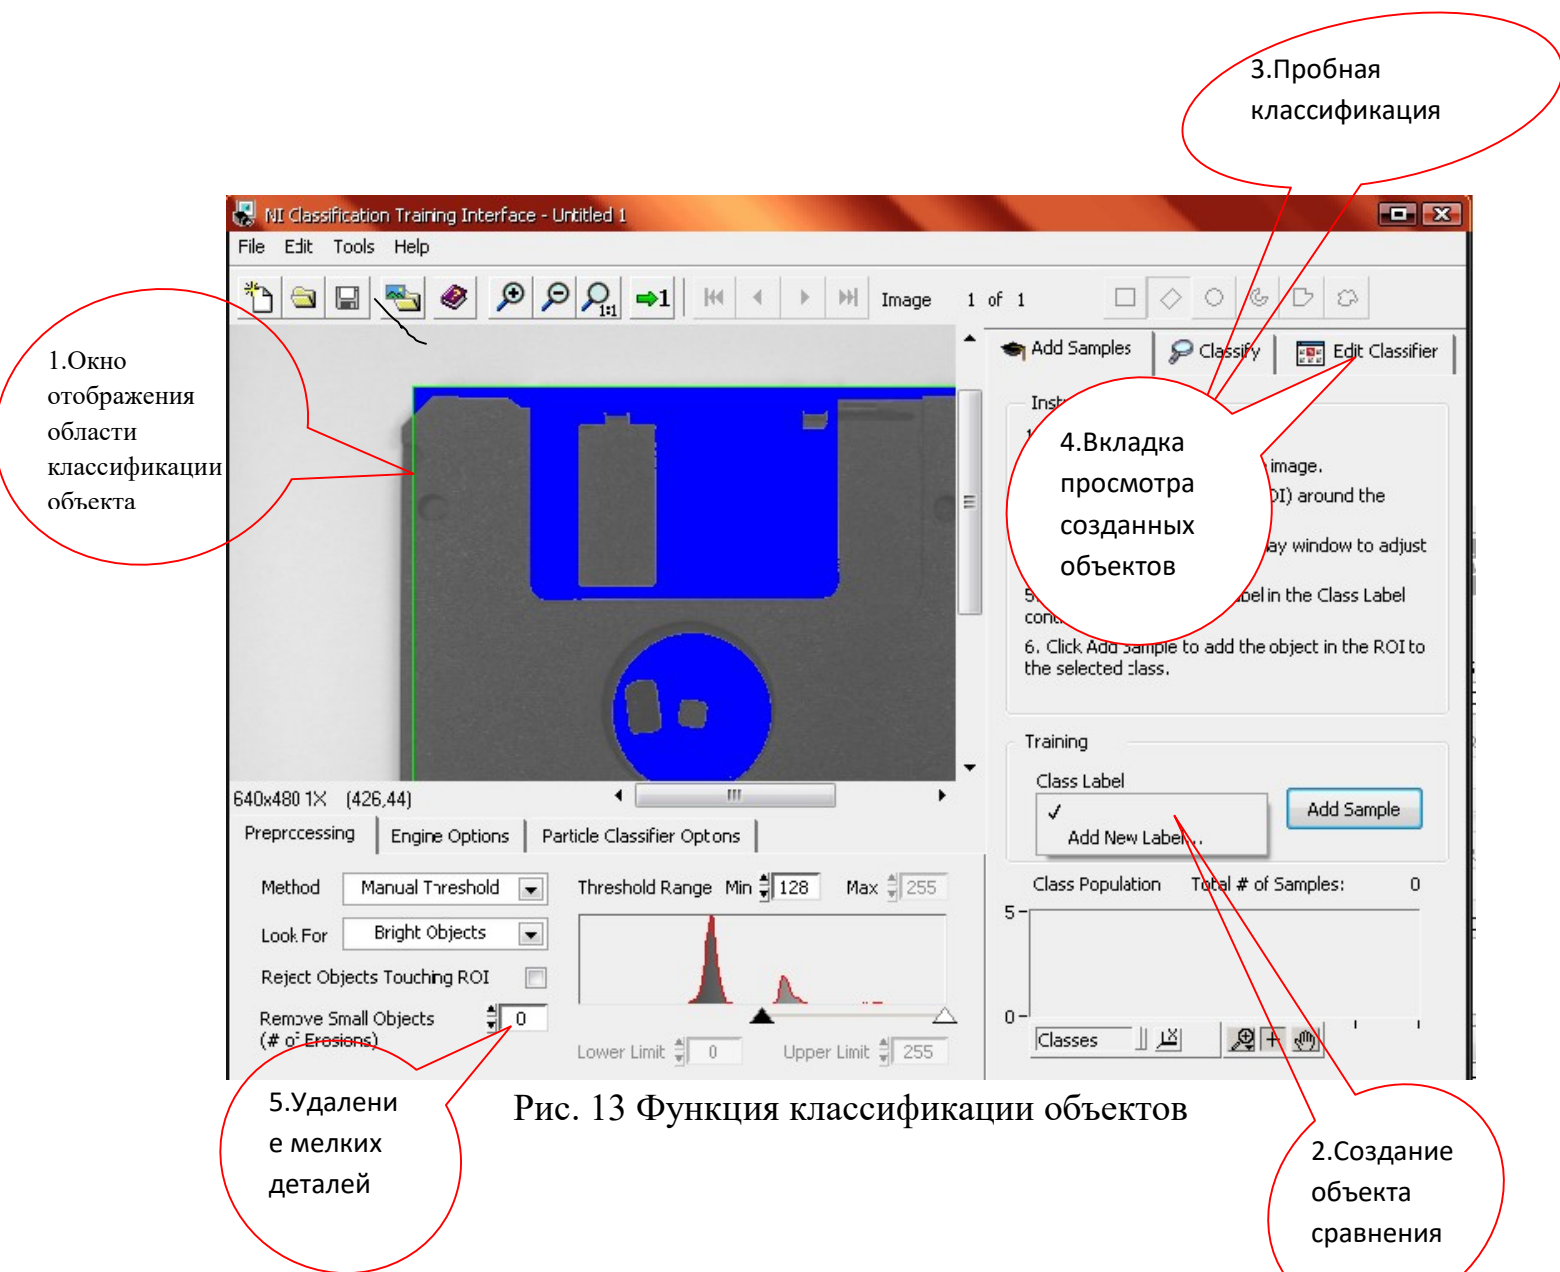 3.Пробная
классификация
NI Classification Training Interface - Untitled 1
File Edit Tools Help
1:1
1
Image 1 of 1
1.Окно
отображения
области
классификации
объекта
Add Samples
Classify
Edit Classifier
4.Вкладка
просмотра
созданных
объектов
image.
around the
window to adjust
in the Class Label
6. Click Add Sample to add the object in the ROI to
the selected class.
Training
Class Label
Add New Label...
Add Sample
640x480 1X (426,44)
Preprocessing
Engine Options
Particle Classifier Options
Method Manual Threshold
Threshold Range Min 128 Max 255
Look For Bright Objects
Reject Objects Touching ROI
Remove Small Objects 0
(# of Erosions)
Lower Limit 0 Upper Limit 255
Class Population Total # of Samples: 0
5
0
Classes
5.Удалени
е мелких
деталей
Рис. 13 Функция классификации объектов
2.Создание
объекта
сравнения